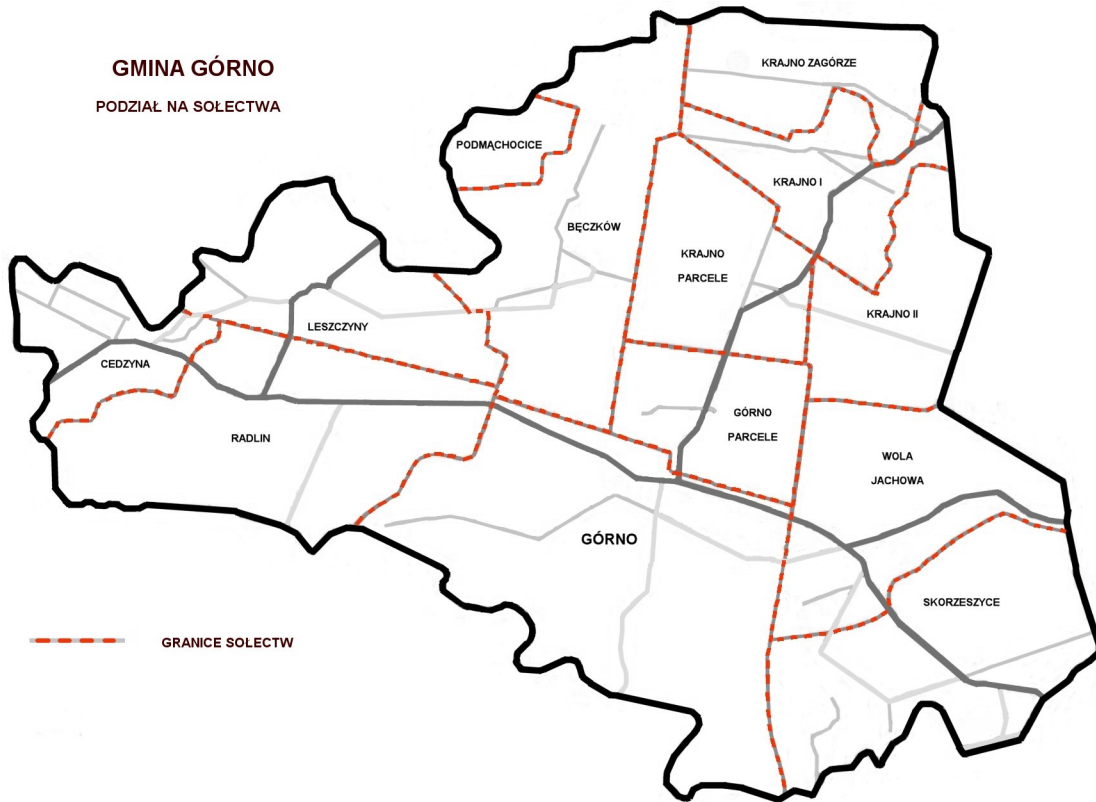 GMINA GÓRNO
PODZIAŁ NA SOŁECTWA
KRAJNO ZAGÓRZE
PODMĄCHOCICE
KRAJNO I
BĘCZKÓW
KRAJNO
PARCELE
KRAJNO II
LESZCZYNY
CEDZYNA
GÓRNO
PARCELE
RADLIN
WOLA
JACHOWA
GÓRNO
SKORZESZYCE
GRANICE SOŁECTW